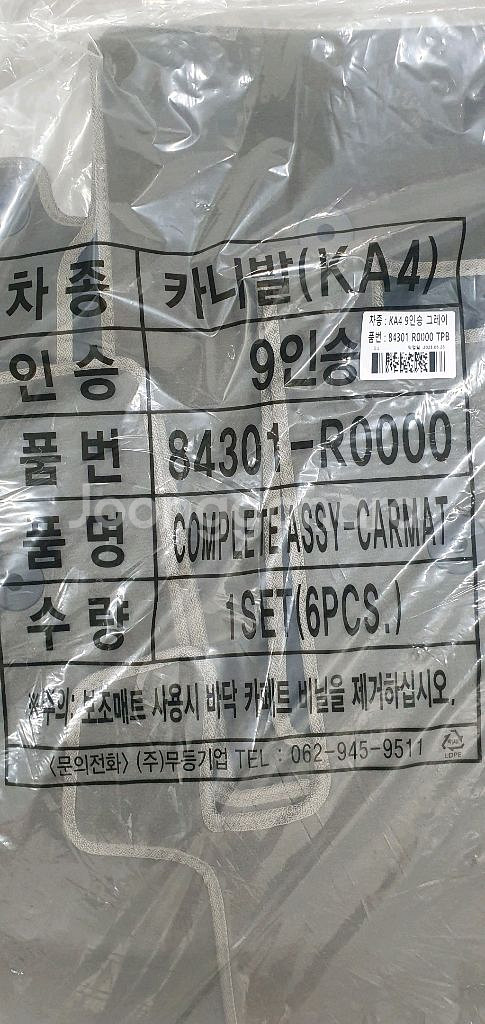 차종 카니발(KA4)
인승 9인승
차종 : KA4 9인승 그레이
품번 : 84301 R0000 TPB
품번 84301-R0000
품명 COMPLETE ASSY-CARMAT
수량 1SET(6PCS.)
※주의: 보조매트 사용시 바닥 카페트 비닐을 제거하십시오.
<문의전화> (주)무등기업 TEL : 062-945-9511
LDPE